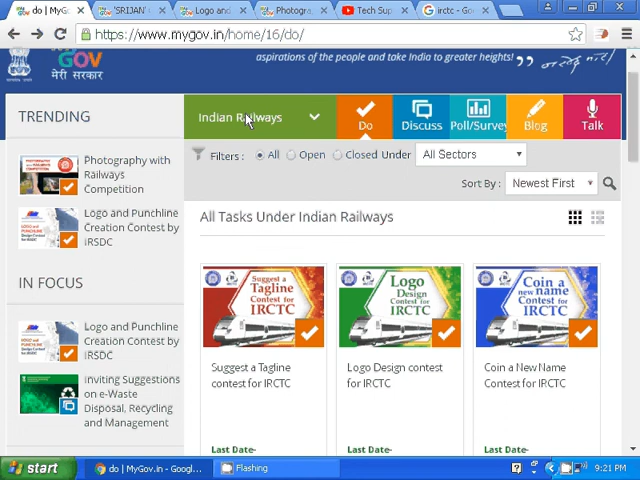 do | MyGov.in
'SRIJAN'
Logo and
Photogra
Tech Sup
irctc - Go
https://www.mygov.in/home/16/do/
GOV
मेरी सरकार
aspirations of the people and take India to greater heights!
TRENDING
Indian Railways
Do
Discuss
Poll/Survey
Blog
Talk
Filters :
All
Open
Closed
Under
All Sectors
Sort By :
Newest First
Photography with
Railways
Competition
Logo and Punchline
Creation Contest by
IRSDC
All Tasks Under Indian Railways
IN FOCUS
Logo and Punchline
Creation Contest by
IRSDC
Inviting Suggestions
on e-Waste
Disposal, Recycling
and Management
Suggest a
Tagline
Contest for
IRCTC
Logo
Design Contest
for IRCTC
Coin a
new name
Contest for
IRCTC
Suggest a Tagline
contest for IRCTC
Logo Design contest
for IRCTC
Coin a New Name
Contest for IRCTC
Last Date-
Last Date-
Last Date-
start
do | MyGov.in - Googl...
Flashing
9:21 PM